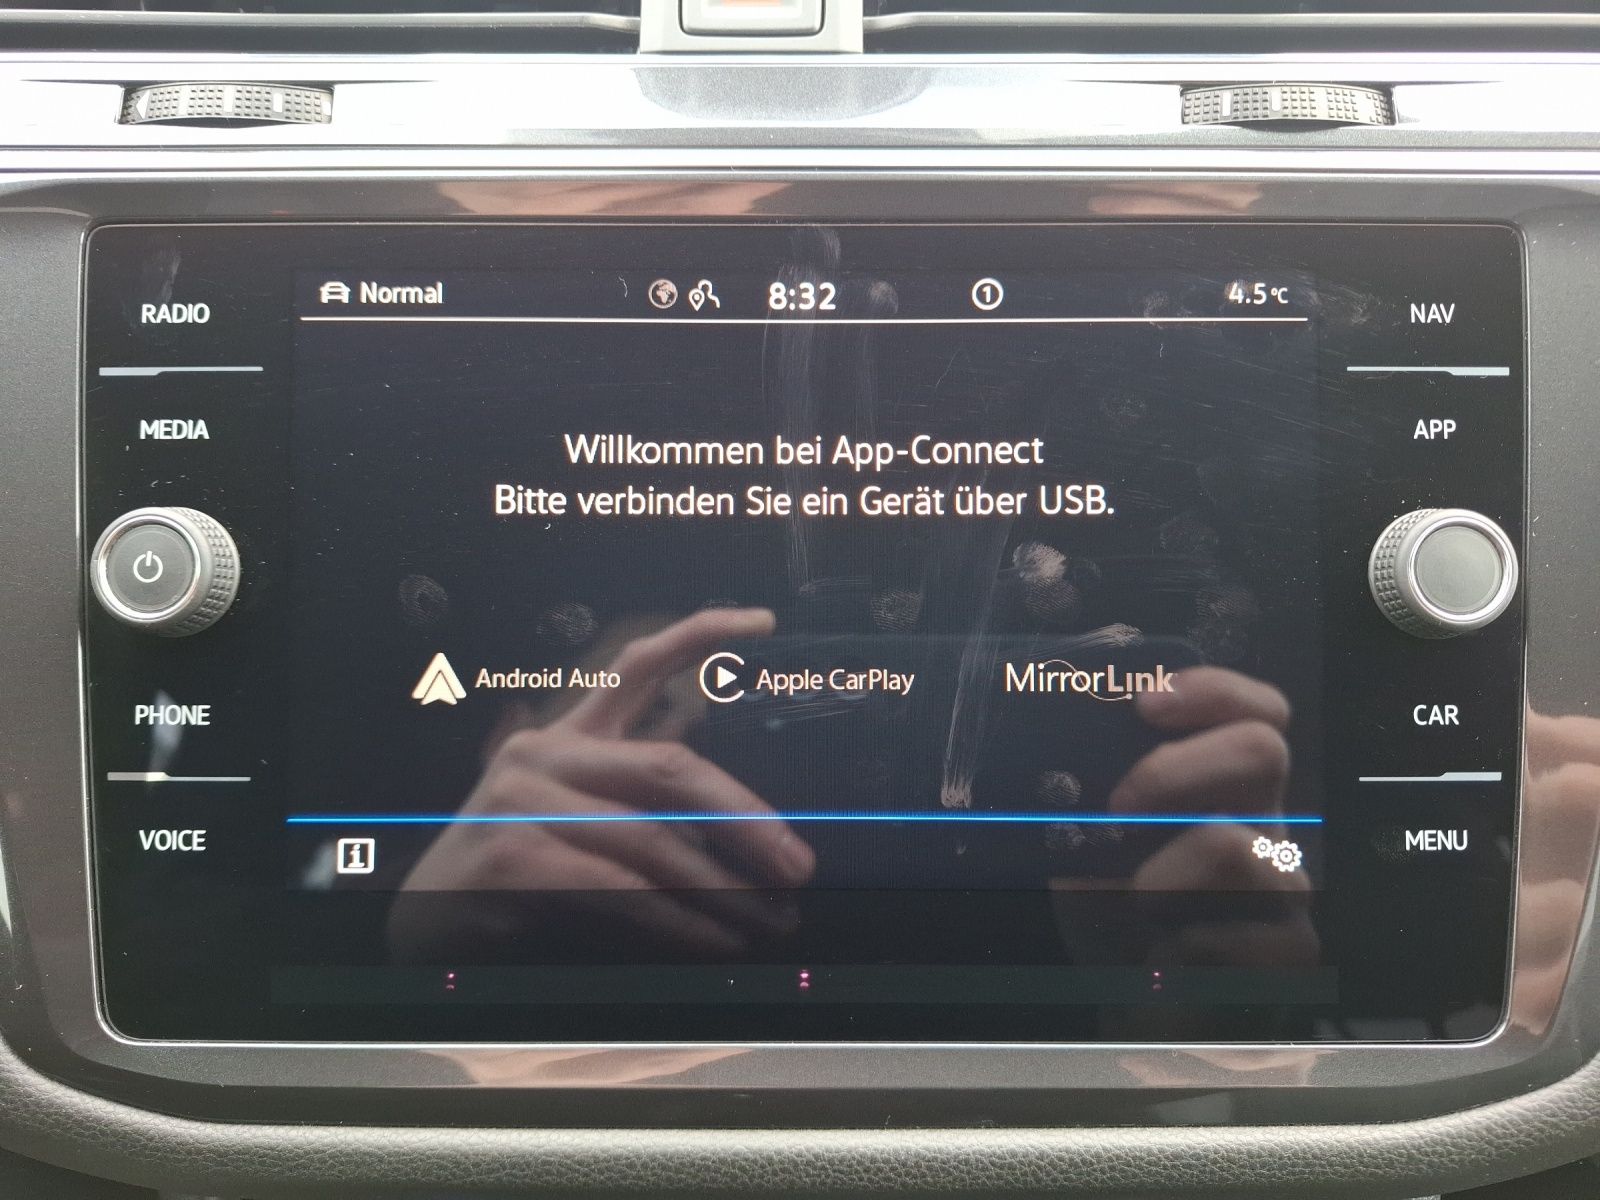 Normal 8:32 1 4.5°C
RADIO
MEDIA
PHONE
VOICE
Willkommen bei App-Connect
Bitte verbinden Sie ein Gerät über USB.
Android Auto Apple CarPlay MirrorLink
i
NAV
APP
CAR
MENU